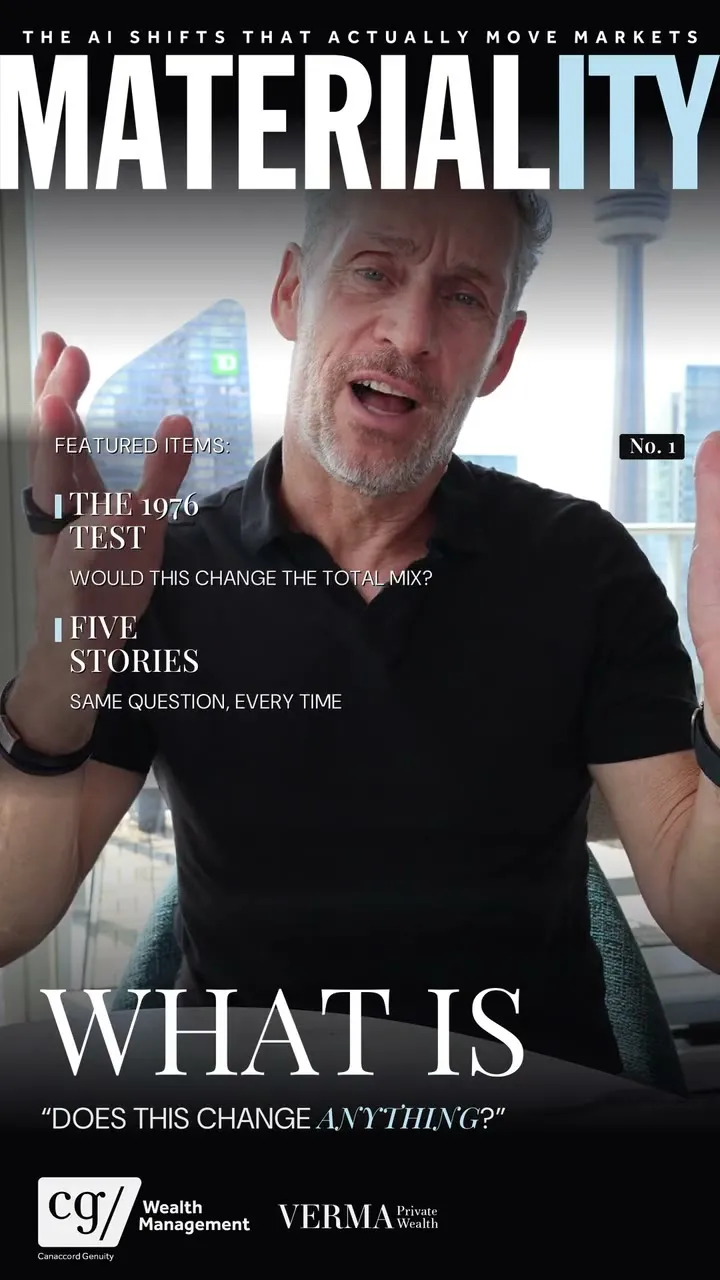 THE AI SHIFTS THAT ACTUALLY MOVE MARKETS
MATERIALITY
TD
FEATURED ITEMS:
No. 1
THE 1976
TEST
WOULD THIS CHANGE THE TOTAL MIX?
FIVE
STORIES
SAME QUESTION, EVERY TIME
WHAT IS
“DOES THIS CHANGE ANYTHING?”
cg/
Wealth
Management
Canaccord Genuity
VERMA
Private
Wealth